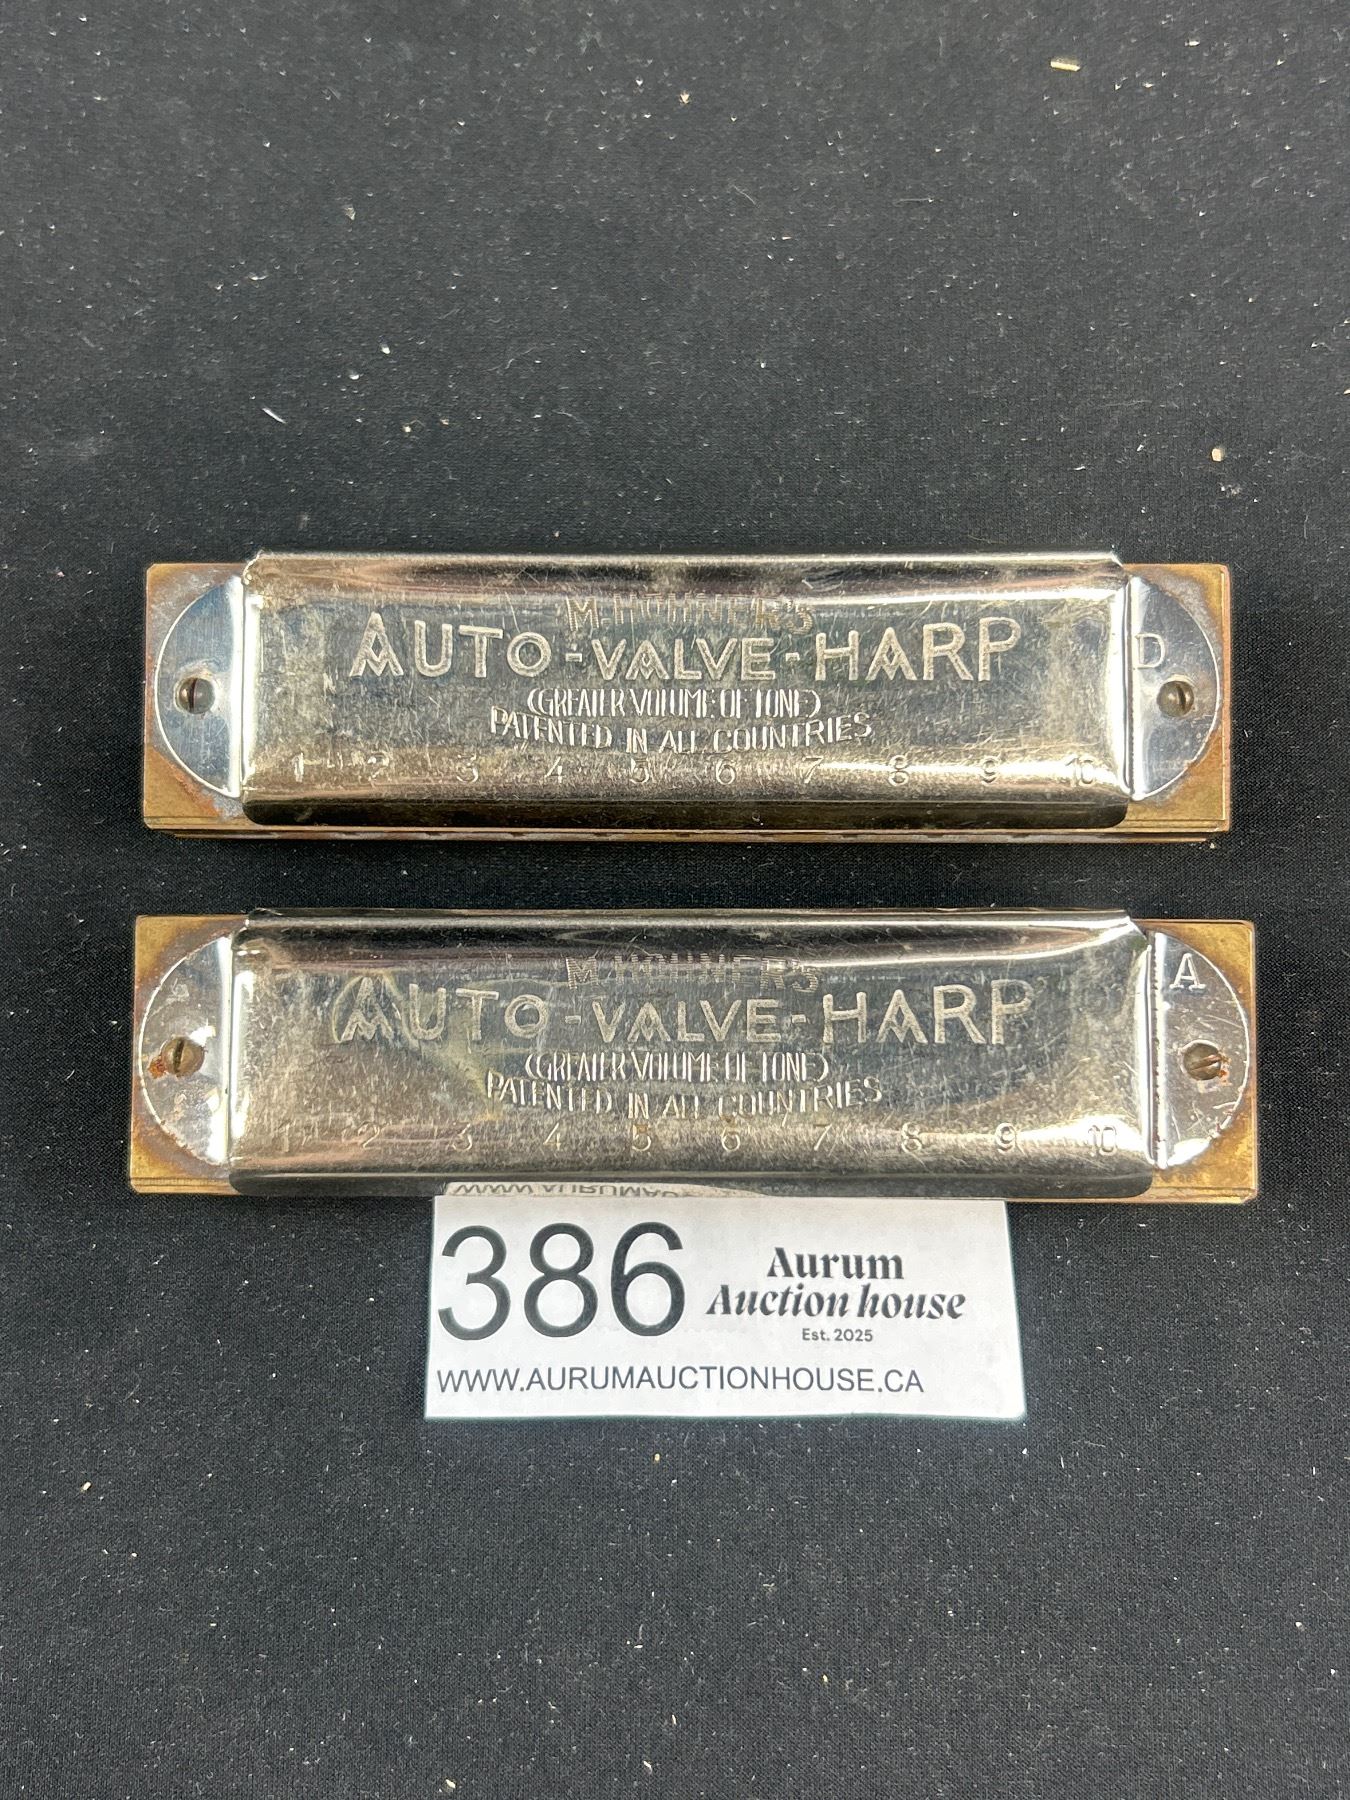 M. HOHNER'S
AUTO-VALVE-HARP
(GREATER VOLUME OF TONE)
PATENTED IN ALL COUNTRIES
1 2 3 4 5 6 7 8 9 10
D
M. HOHNER'S
AUTO-VALVE-HARP
(GREATER VOLUME OF TONE)
PATENTED IN ALL COUNTRIES
1 2 3 4 5 6 7 8 9 10
A
386
Aurum
Auction house
Est. 2025
WWW.AURUMAUCTIONHOUSE.CA